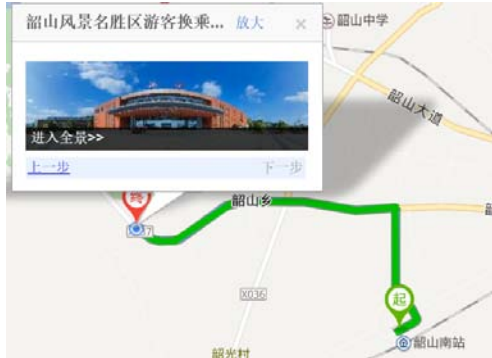 韶山风景名胜区游客换乘... 放大 ×
韶山中学
韶山大道
进入全景>>
上一步 下一步
终
韶山乡
X036
起
韶山南站
韶光村